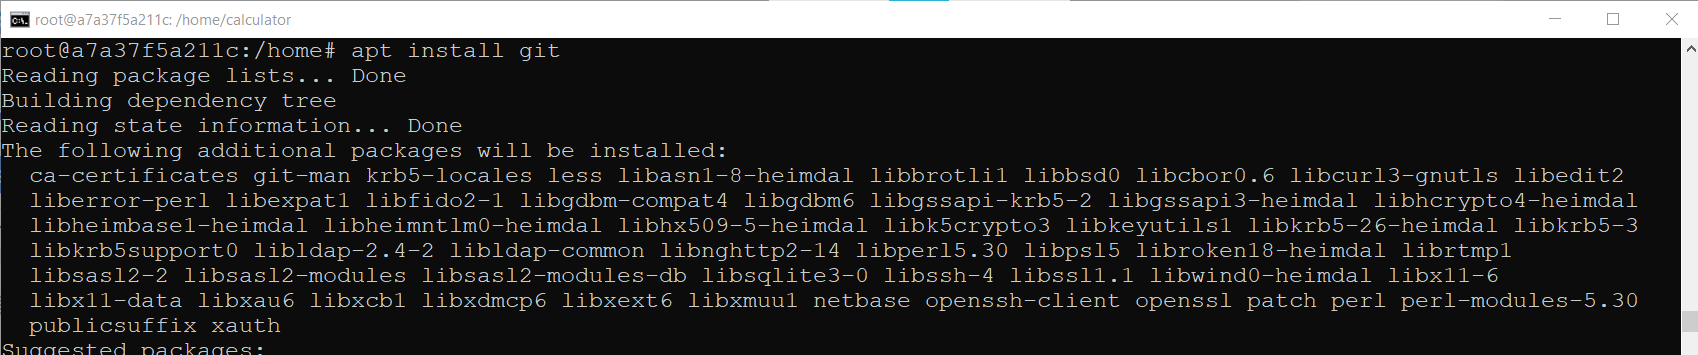 root@a7a37f5a211c: /home/calculator
root@a7a37f5a211c:/home# apt install git
Reading package lists... Done
Building dependency tree
Reading state information... Done
The following additional packages will be installed:
  ca-certificates git-man krb5-locales less libasn1-8-heimdal libbrotli1 libbsd0 libcbor0.6 libcurl3-gnutls libedit2
  liberror-perl libexpat1 libfido2-1 libgdbm-compat4 libgdbm6 libgssapi-krb5-2 libgssapi3-heimdal libhcrypto4-heimdal
  libheimbase1-heimdal libheimntlm0-heimdal libhx509-5-heimdal libk5crypto3 libkeyutils1 libkrb5-26-heimdal libkrb5-3
  libkrb5support0 libldap-2.4-2 libldap-common libnghttp2-14 libperl5.30 libpsl5 libroken18-heimdal librtmp1
  libsasl2-2 libsasl2-modules libsasl2-modules-db libsqlite3-0 libssh-4 libssl1.1 libwind0-heimdal libx11-6
  libx11-data libxau6 libxcb1 libxdmcp6 libxext6 libxmuu1 netbase openssh-client openssl patch perl perl-modules-5.30
  publicsuffix xauth
Suggested packages: